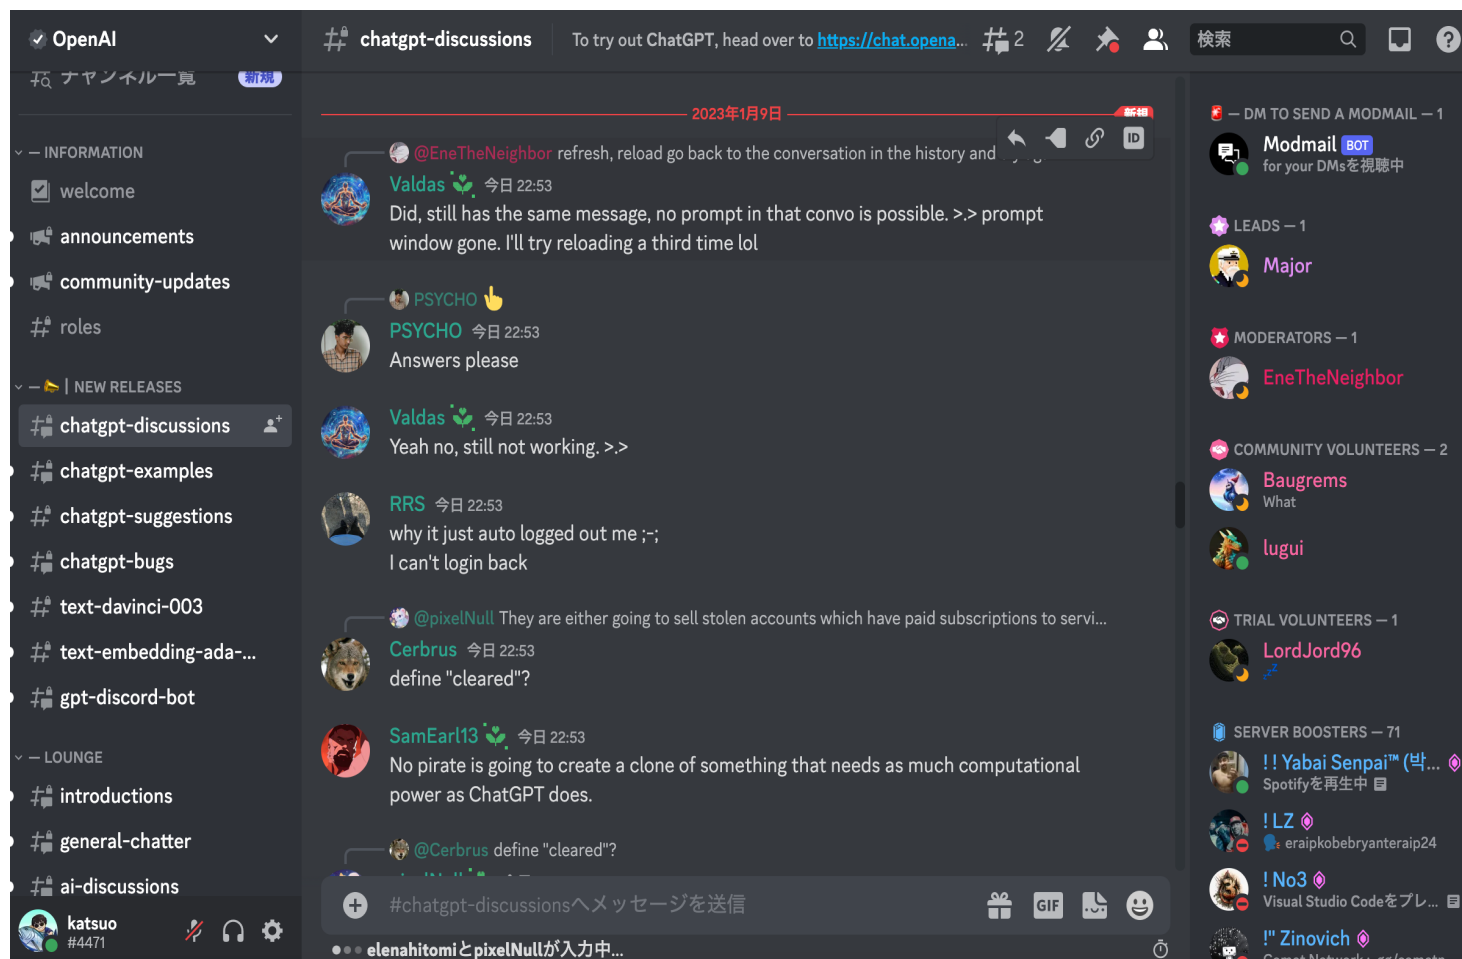 OpenAI
チャンネル一覧
新規
— INFORMATION
welcome
announcements
community-updates
roles
— | NEW RELEASES
chatgpt-discussions
chatgpt-examples
chatgpt-suggestions
chatgpt-bugs
text-davinci-003
text-embedding-ada-...
gpt-discord-bot
— LOUNGE
introductions
general-chatter
ai-discussions
katsuo
#4471
chatgpt-discussions
To try out ChatGPT, head over to https://chat.opena...
2
検索
2023年1月9日
新規
@EneTheNeighbor refresh, reload go back to the conversation in the history and
ID
Valdas 今日 22:53
Did, still has the same message, no prompt in that convo is possible. >.> prompt
window gone. I'll try reloading a third time lol
PSYCHO
PSYCHO 今日 22:53
Answers please
Valdas 今日 22:53
Yeah no, still not working. >.>
RRS 今日 22:53
why it just auto logged out me ;-;
I can't login back
@pixelNull They are either going to sell stolen accounts which have paid subscriptions to servi...
Cerbrus 今日 22:53
define "cleared"?
SamEarl13 今日 22:53
No pirate is going to create a clone of something that needs as much computational
power as ChatGPT does.
@Cerbrus define "cleared"?
#chatgpt-discussionsへメッセージを送信
GIF
elenahitomiとpixelNullが入力中...
— DM TO SEND A MODMAIL — 1
Modmail BOT
for your DMsを視聴中
LEADS — 1
Major
MODERATORS — 1
EneTheNeighbor
COMMUNITY VOLUNTEERS — 2
Baugrems
What
lugui
TRIAL VOLUNTEERS — 1
LordJord96
SERVER BOOSTERS — 71
! ! Yabai Senpai™ (박...
Spotifyを再生中
! LZ
eraipkobebryanteraip24
! No3
Visual Studio Codeをプレ...
!" Zinovich